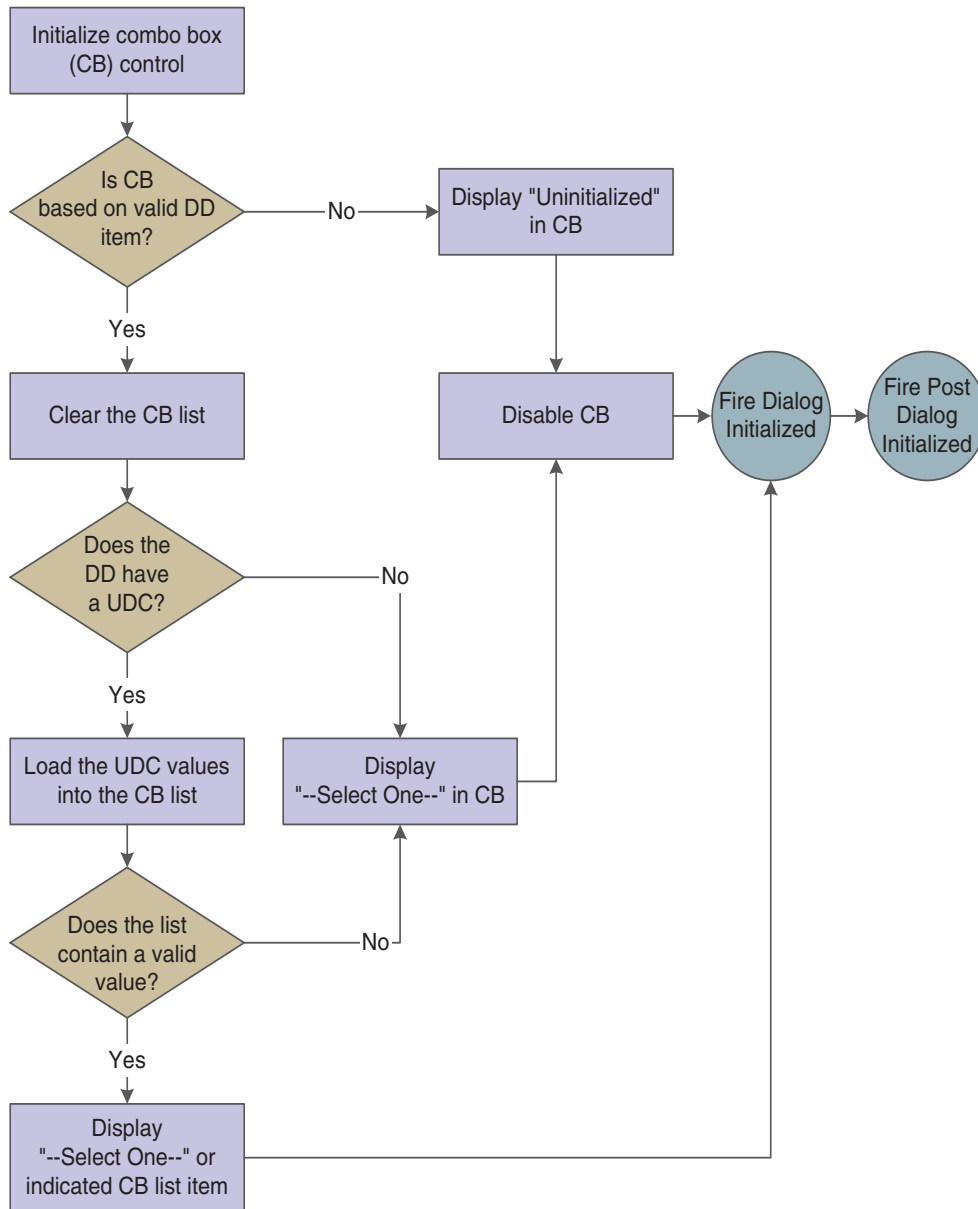 Initialize combo box
(CB) control
Is CB
based on valid DD
item?
No
Display "Uninitialized"
in CB
Yes
Clear the CB list
Disable CB
Fire Dialog
Initialized
Fire Post
Dialog
Initialized
Does the
DD have
a UDC?
No
Yes
Load the UDC values
into the CB list
Display
"--Select One--" in CB
Does the list
contain a valid
value?
No
Yes
Display
"--Select One--" or
indicated CB list item